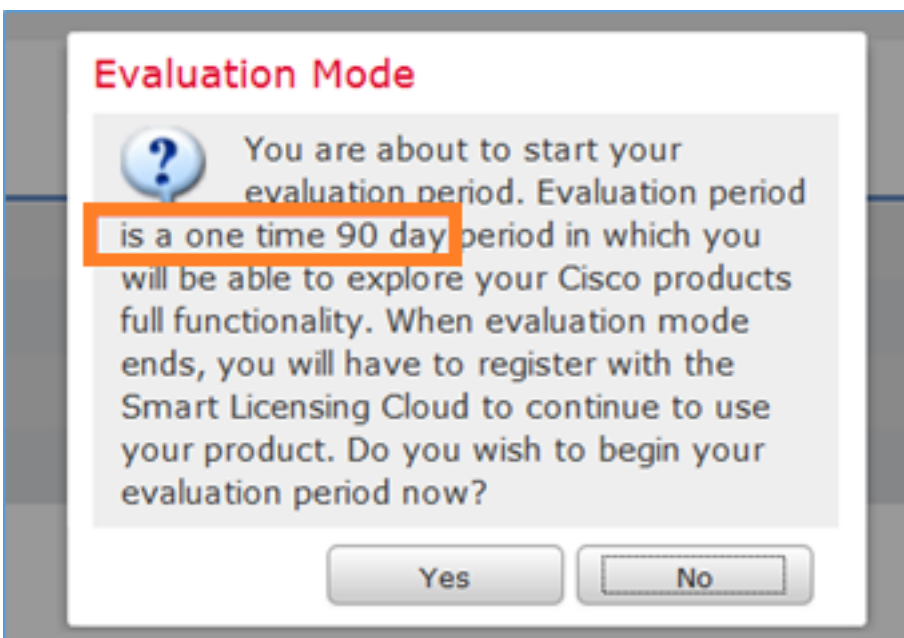 Evaluation Mode
You are about to start your
evaluation period. Evaluation period
is a one time 90 day period in which you
will be able to explore your Cisco products
full functionality. When evaluation mode
ends, you will have to register with the
Smart Licensing Cloud to continue to use
your product. Do you wish to begin your
evaluation period now?
Yes
No